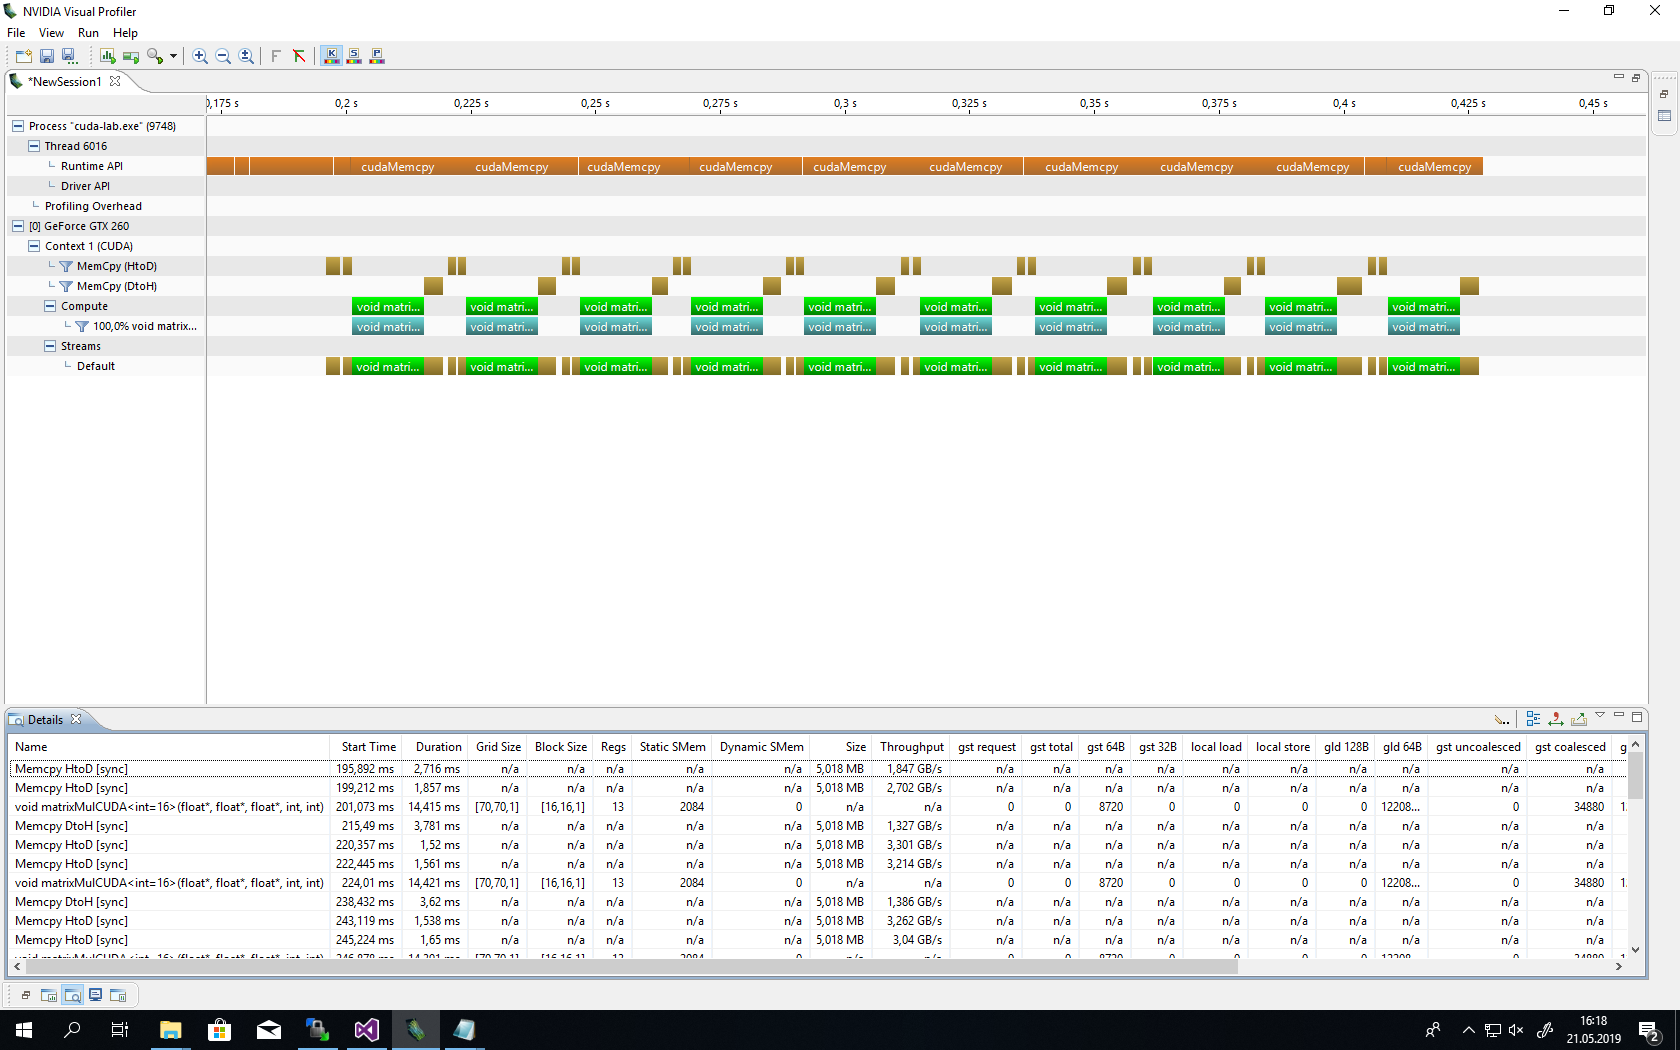 NVIDIA Visual Profiler
File View Run Help
K S P
*NewSession1
0,175 s 0,2 s 0,225 s 0,25 s 0,275 s 0,3 s 0,325 s 0,35 s 0,375 s 0,4 s 0,425 s 0,45 s
Process "cuda-lab.exe" (9748)
Thread 6016
Runtime API cudaMemcpy cudaMemcpy cudaMemcpy cudaMemcpy cudaMemcpy cudaMemcpy cudaMemcpy cudaMemcpy cudaMemcpy cudaMemcpy
Driver API
Profiling Overhead
[0] GeForce GTX 260
Context 1 (CUDA)
MemCpy (HtoD)
MemCpy (DtoH)
Compute void matri... void matri... void matri... void matri... void matri... void matri... void matri... void matri... void matri... void matri...
100,0% void matrix... void matri... void matri... void matri... void matri... void matri... void matri... void matri... void matri... void matri... void matri...
Streams
Default void matri... void matri... void matri... void matri... void matri... void matri... void matri... void matri... void matri... void matri...
Details
Name Start Time Duration Grid Size Block Size Regs Static SMem Dynamic SMem Size Throughput gst request gst total gst 64B gst 32B local load local store gld 128B gld 64B gst uncoalesced gst coalesced g
Memcpy HtoD [sync] 195,892 ms 2,716 ms n/a n/a n/a n/a n/a 5,018 MB 1,847 GB/s n/a n/a n/a n/a n/a n/a n/a n/a n/a n/a
Memcpy HtoD [sync] 199,212 ms 1,857 ms n/a n/a n/a n/a n/a 5,018 MB 2,702 GB/s n/a n/a n/a n/a n/a n/a n/a n/a n/a n/a
void matrixMulCUDA<int=16>(float*, float*, float*, int, int) 201,073 ms 14,415 ms [70,70,1] [16,16,1] 13 2084 0 n/a n/a 0 0 8720 0 0 0 0 12208... 0 34880 1
Memcpy DtoH [sync] 215,49 ms 3,781 ms n/a n/a n/a n/a n/a 5,018 MB 1,327 GB/s n/a n/a n/a n/a n/a n/a n/a n/a n/a n/a
Memcpy HtoD [sync] 220,357 ms 1,52 ms n/a n/a n/a n/a n/a 5,018 MB 3,301 GB/s n/a n/a n/a n/a n/a n/a n/a n/a n/a n/a
Memcpy HtoD [sync] 222,445 ms 1,561 ms n/a n/a n/a n/a n/a 5,018 MB 3,214 GB/s n/a n/a n/a n/a n/a n/a n/a n/a n/a n/a
void matrixMulCUDA<int=16>(float*, float*, float*, int, int) 224,01 ms 14,421 ms [70,70,1] [16,16,1] 13 2084 0 n/a n/a 0 0 8720 0 0 0 0 12208... 0 34880 1
Memcpy DtoH [sync] 238,432 ms 3,62 ms n/a n/a n/a n/a n/a 5,018 MB 1,386 GB/s n/a n/a n/a n/a n/a n/a n/a n/a n/a n/a
Memcpy HtoD [sync] 243,119 ms 1,538 ms n/a n/a n/a n/a n/a 5,018 MB 3,262 GB/s n/a n/a n/a n/a n/a n/a n/a n/a n/a n/a
Memcpy HtoD [sync] 245,224 ms 1,65 ms n/a n/a n/a n/a n/a 5,018 MB 3,04 GB/s n/a n/a n/a n/a n/a n/a n/a n/a n/a n/a
16:18
21.05.2019
2